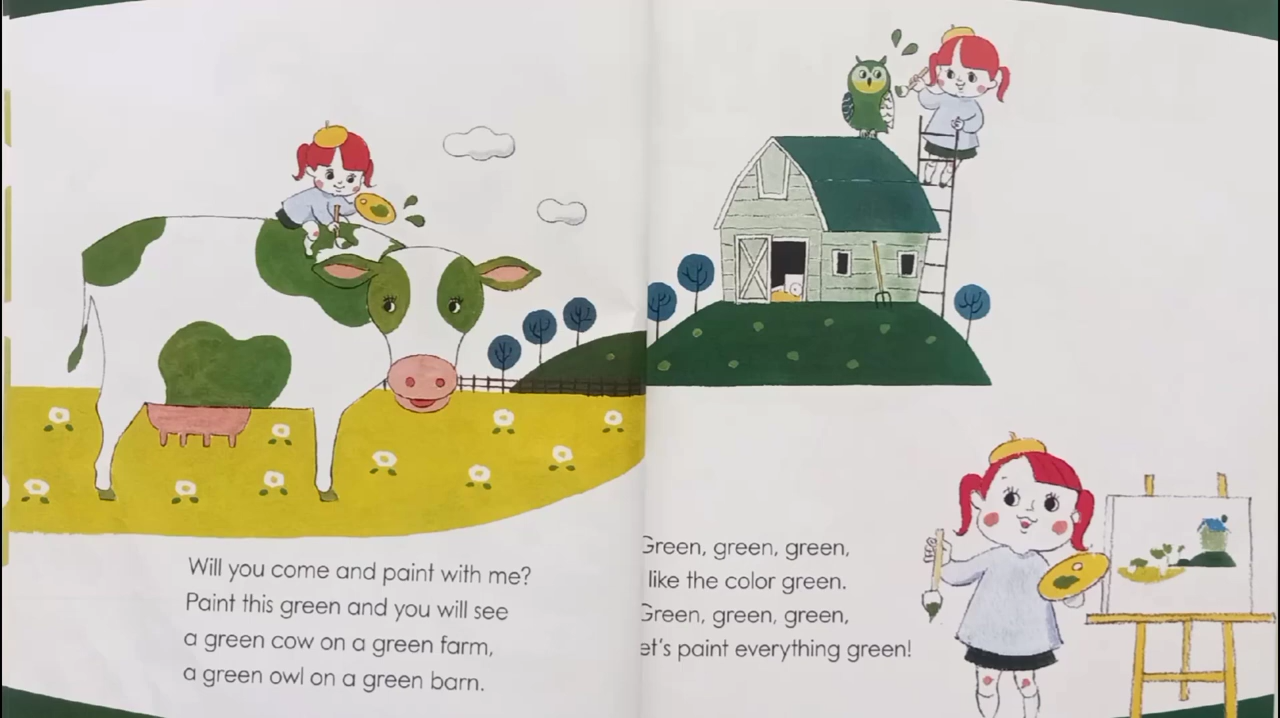 Will you come and paint with me?
Paint this green and you will see
a green cow on a green farm,
a green owl on a green barn.
Green, green, green,
like the color green.
Green, green, green,
et's paint everything green!